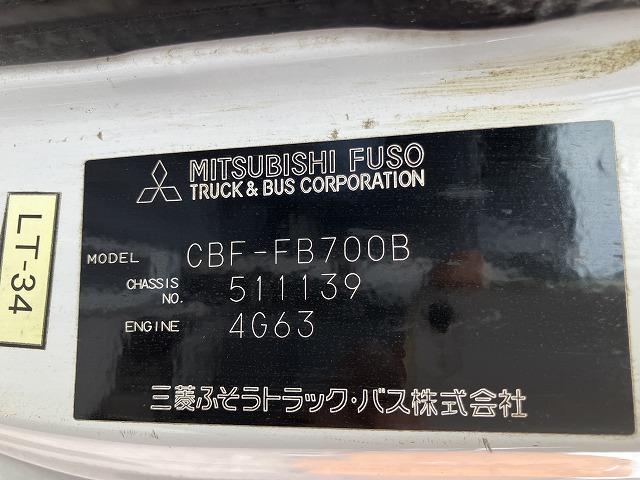 MITSUBISHI FUSO
TRUCK & BUS CORPORATION
LT-34
MODEL CBF-FB700B
CHASSIS NO. 511139
ENGINE 4G63
三菱ふそうトラック・バス株式会社